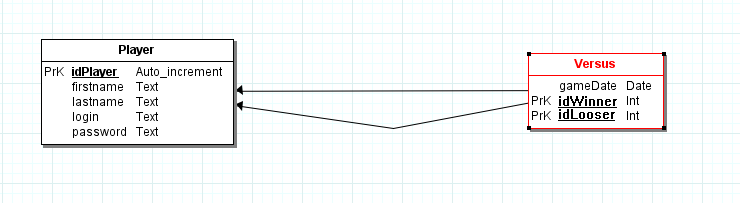 Player
PrK idPlayer Auto_increment
firstname Text
lastname Text
login Text
password Text
Versus
gameDate Date
PrK idWinner Int
PrK idLooser Int